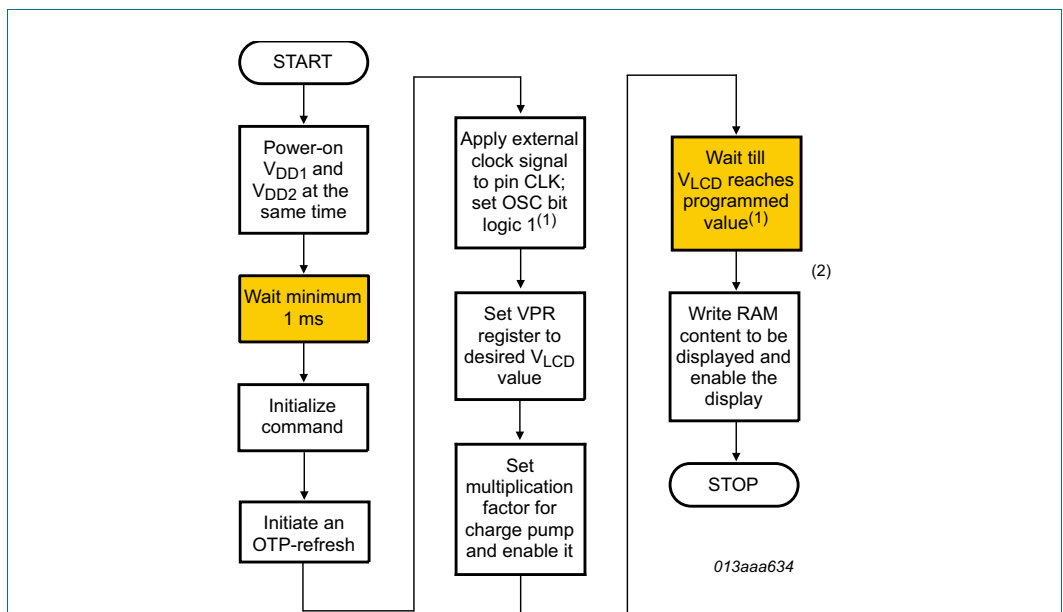 START
Power-on
VDD1 and
VDD2 at the
same time
Wait minimum
1 ms
Initialize
command
Initiate an
OTP-refresh
Apply external
clock signal
to pin CLK;
set OSC bit
logic 1(1)
Set VPR
register to
desired VLCD
value
Set
multiplication
factor for
charge pump
and enable it
Wait till
VLCD reaches
programmed
value(1)
(2)
Write RAM
content to be
displayed and
enable the
display
STOP
013aaa634